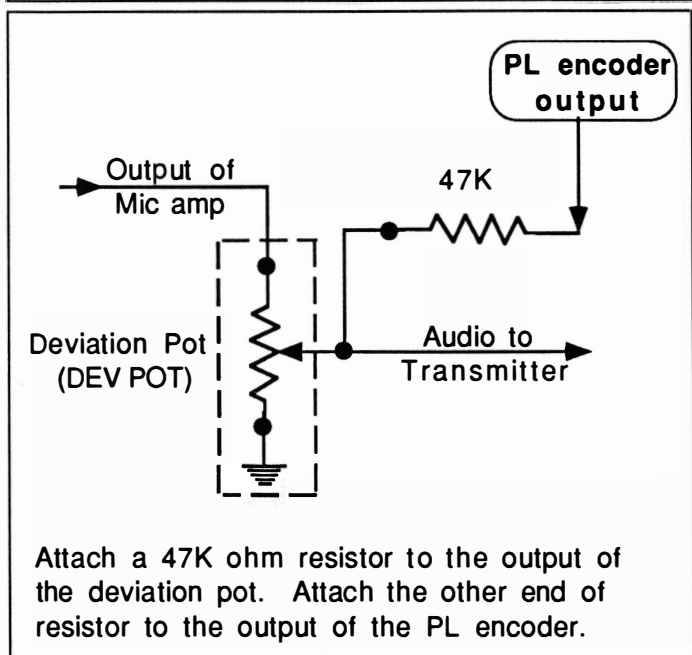 PL encoder
output
Output of
Mic amp
47K
Deviation Pot
(DEV POT)
Audio to
Transmitter
Attach a 47K ohm resistor to the output of
the deviation pot. Attach the other end of
resistor to the output of the PL encoder.